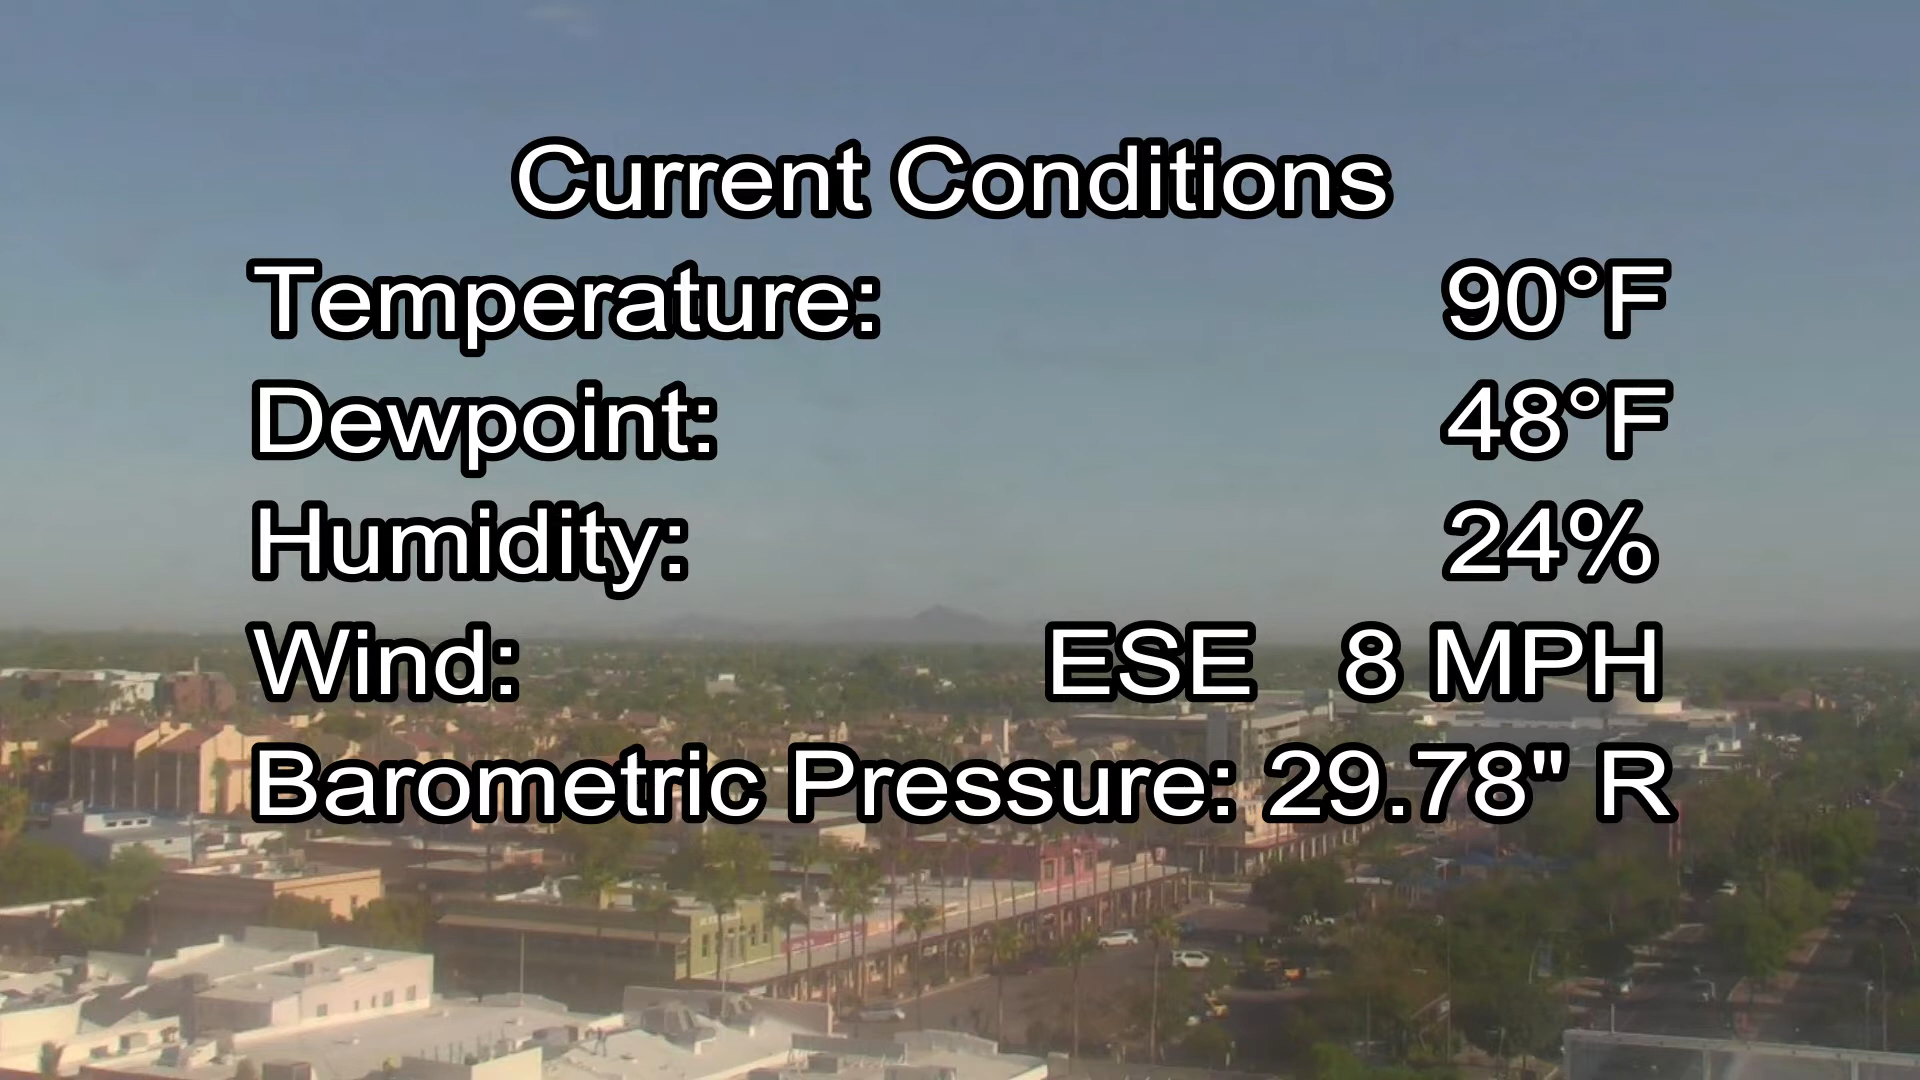 Current Conditions
Temperature: 90°F
Dewpoint: 48°F
Humidity: 24%
Wind: ESE 8 MPH
Barometric Pressure: 29.78" R